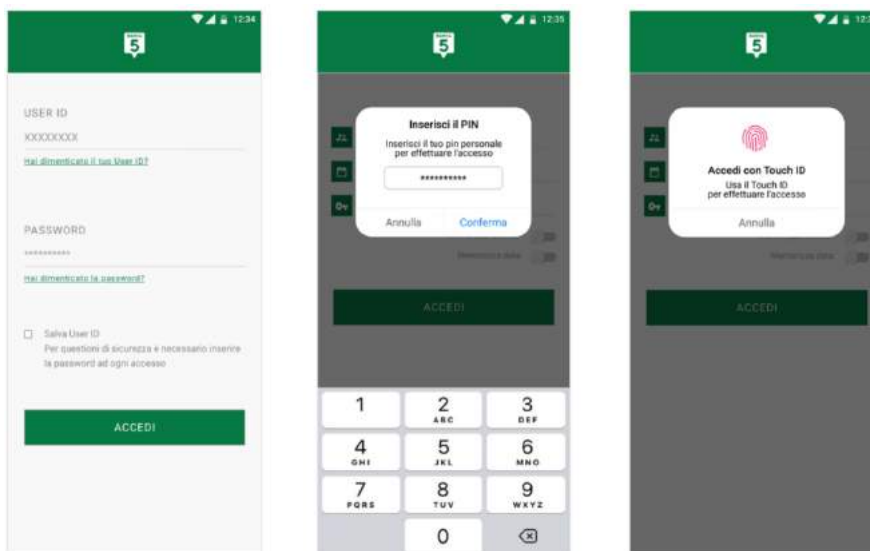 12:34
5
USER ID
XXXXXXXX
Hai dimenticato il tuo User ID?
PASSWORD
**********
Hai dimenticato la password?
Salva User ID
Per questioni di sicurezza è necessario inserire
la password ad ogni accesso
ACCEDI
12:35
5
Inserisci il PIN
Inserisci il tuo pin personale
per effettuare l'accesso
**********
Annulla
Conferma
Memorizza data
ACCEDI
1
2
ABC
3
DEF
4
GHI
5
JKL
6
MNO
7
PQRS
8
TUV
9
WXYZ
0
5
Accedi con Touch ID
Usa il Touch ID
per effettuare l'accesso
Annulla
Memorizza data
ACCEDI